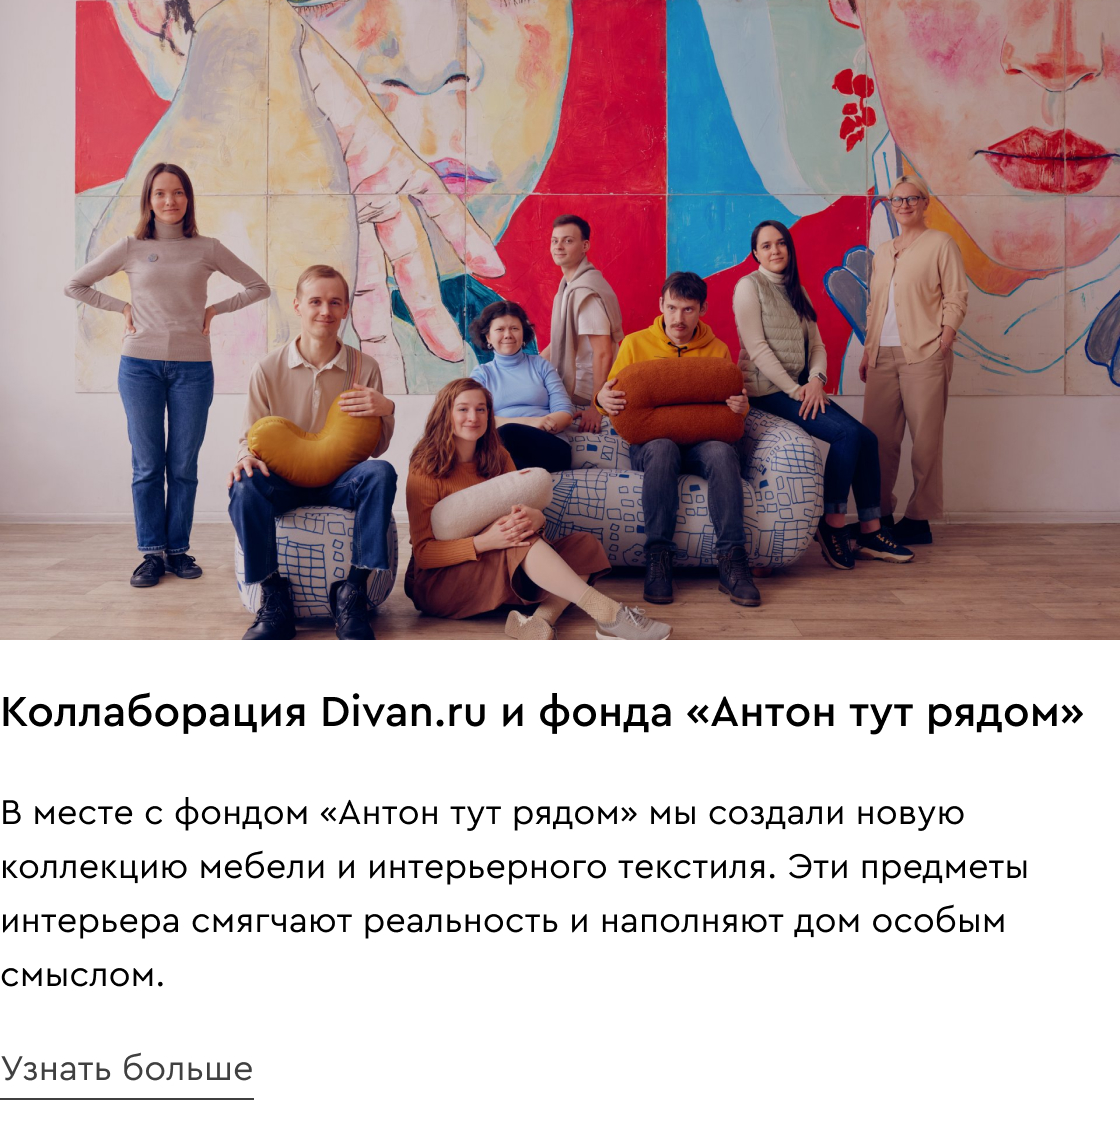 Коллаборация Divan.ru и фонда «Антон тут рядом»
В месте с фондом «Антон тут рядом» мы создали новую
коллекцию мебели и интерьерного текстиля. Эти предметы
интерьера смягчают реальность и наполняют дом особым
смыслом.
Узнать больше